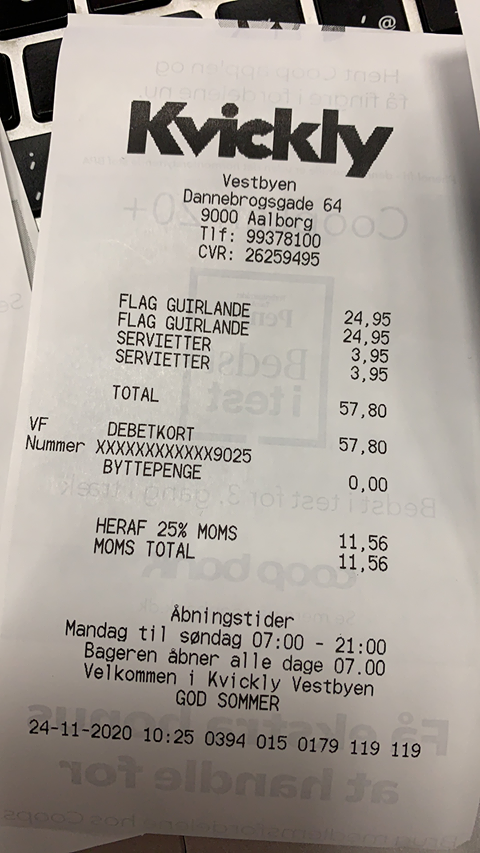 Kvickly
Vestbyen
Dannebrogsgade 64
9000 Aalborg
Tlf: 99378100
CVR: 26259495
FLAG GUIRLANDE 24,95
FLAG GUIRLANDE 24,95
SERVIETTER 3,95
SERVIETTER 3,95
TOTAL 57,80
VF DEBETKORT 57,80
Nummer XXXXXXXXXXXX9025
BYTTEPENGE 0,00
HERAF 25% MOMS 11,56
MOMS TOTAL 11,56
Åbningstider
Mandag til søndag 07:00 - 21:00
Bageren åbner alle dage 07.00
Velkommen i Kvickly Vestbyen
GOD SOMMER
24-11-2020 10:25 0394 015 0179 119 119